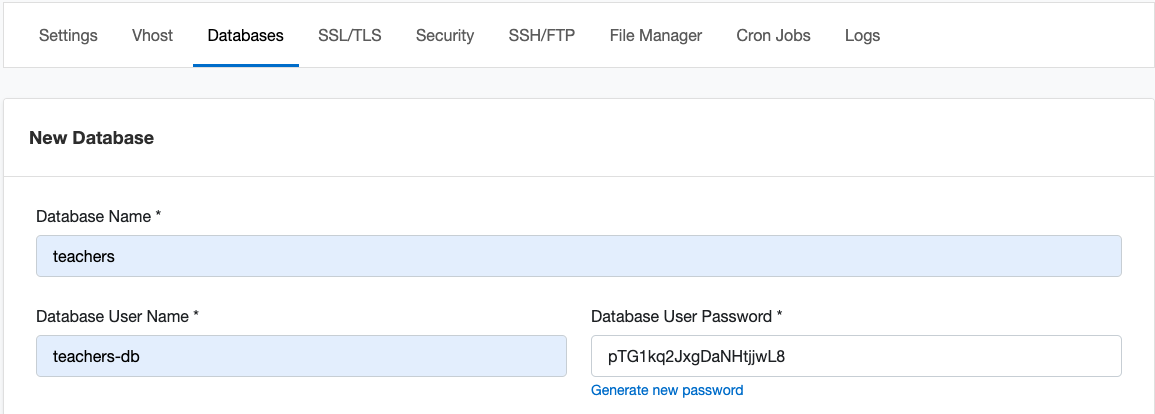 Settings Vhost Databases SSL/TLS Security SSH/FTP File Manager Cron Jobs Logs
New Database
Database Name *
teachers
Database User Name * Database User Password *
teachers-db pTG1kq2JxgDaNHtjjwL8
Generate new password